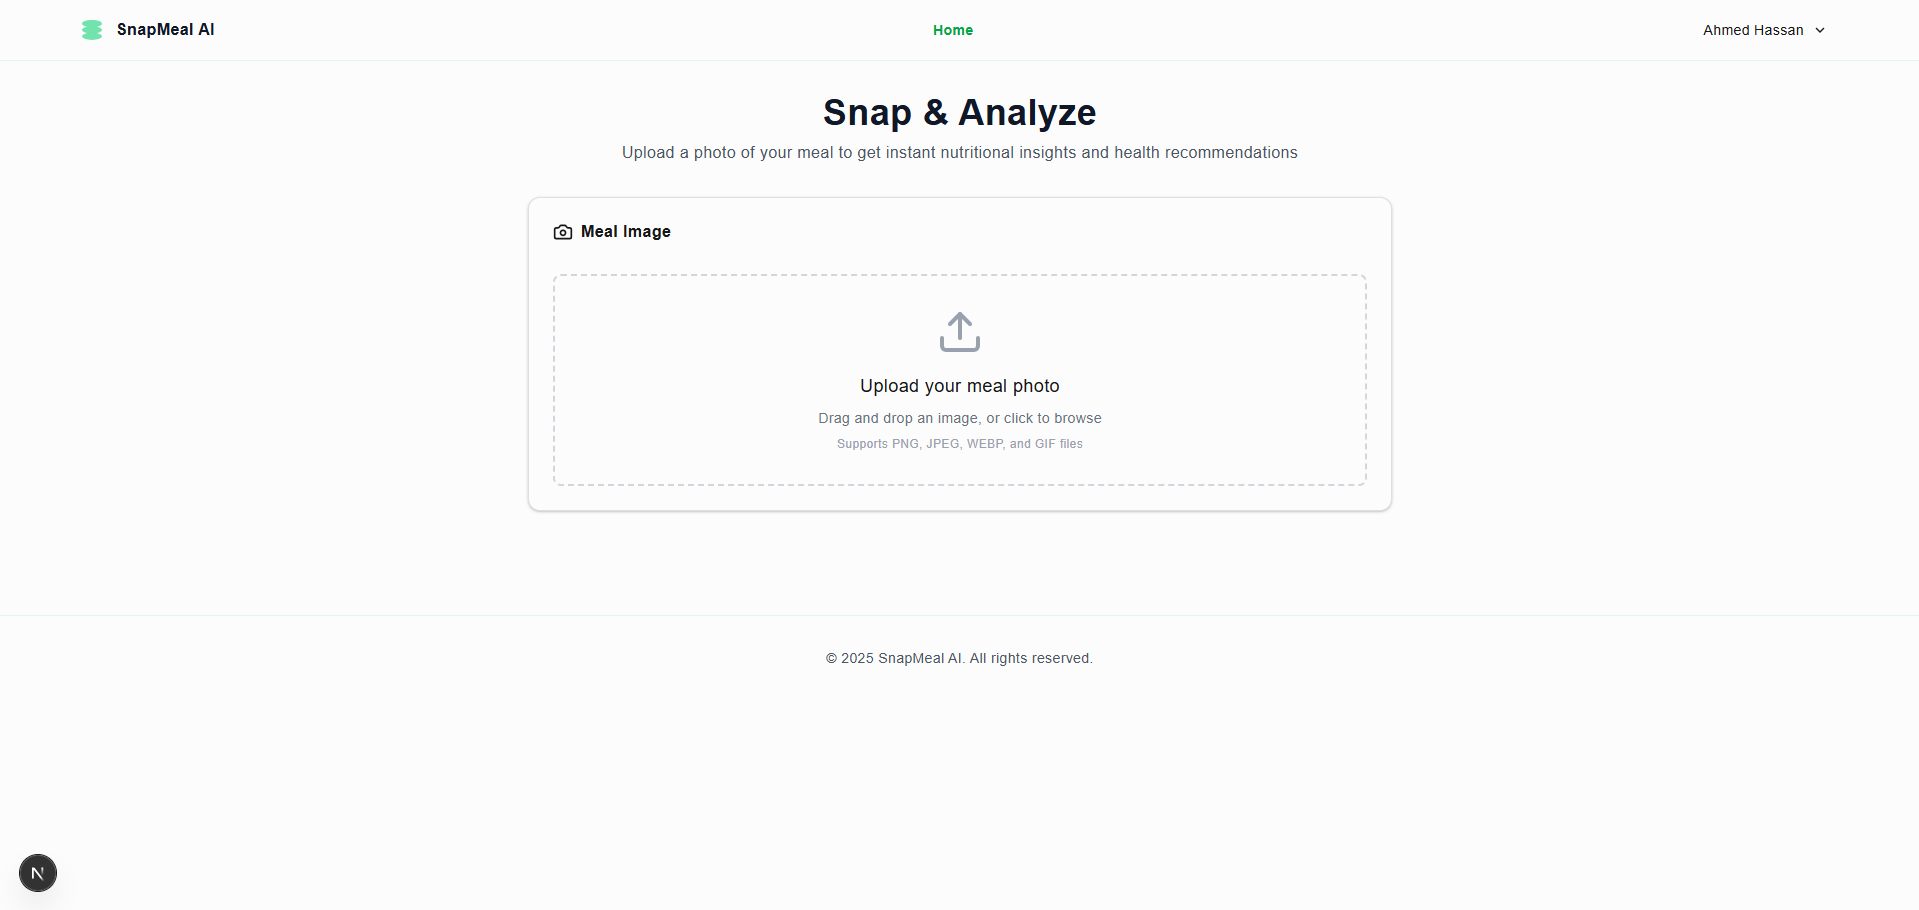 SnapMeal AI
Home
Ahmed Hassan
Snap & Analyze
Upload a photo of your meal to get instant nutritional insights and health recommendations
Meal Image
Upload your meal photo
Drag and drop an image, or click to browse
Supports PNG, JPEG, WEBP, and GIF files
© 2025 SnapMeal AI. All rights reserved.
N